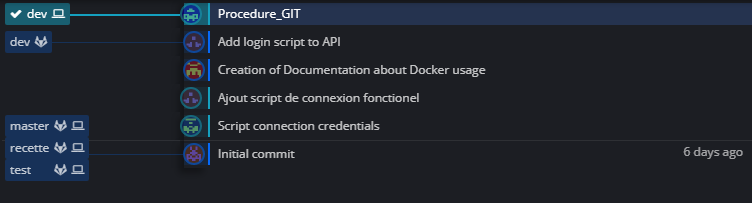 dev Procedure_GIT
dev Add login script to API
Creation of Documentation about Docker usage
Ajout script de connexion fonctionel
master Script connection credentials
recette Initial commit 6 days ago
test